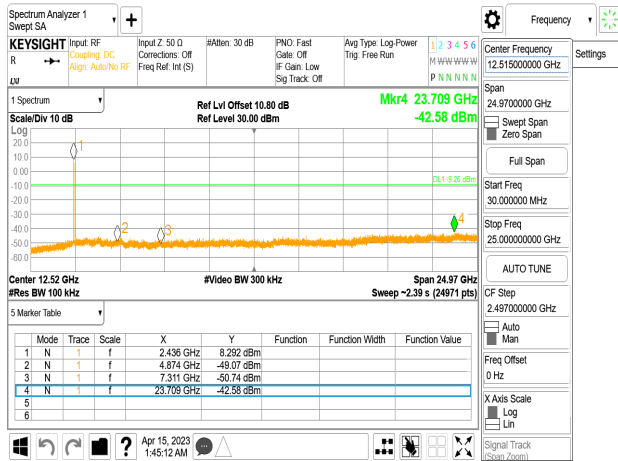 Spectrum Analyzer 1
Swept SA
+
Frequency
KEYSIGHT
R
LXI
Input: RF
Coupling: DC
Align: Auto/No RF
Input Z: 50 Ω
Corrections: Off
Freq Ref: Int (S)
#Atten: 30 dB
PNO: Fast
Gate: Off
IF Gain: Low
Sig Track: Off
Avg Type: Log-Power
Trig: Free Run
1 2 3 4 5 6
M W W W W W
P N N N N N
1 Spectrum
Scale/Div 10 dB
Ref Lvl Offset 10.80 dB
Ref Level 30.00 dBm
Mkr4 23.709 GHz
-42.58 dBm
Log
20.0
10.0
0.00
-10.0
-20.0
-30.0
-40.0
-50.0
-60.0
1
2
3
4
DL1 -9.26 dBm
Center 12.52 GHz
#Video BW 300 kHz
Span 24.97 GHz
#Res BW 100 kHz
Sweep ~2.39 s (24971 pts)
5 Marker Table
Mode Trace Scale X Y Function Function Width Function Value
1 N 1 f 2.436 GHz 8.292 dBm
2 N 1 f 4.874 GHz -49.07 dBm
3 N 1 f 7.311 GHz -50.74 dBm
4 N 1 f 23.709 GHz -42.58 dBm
5
6
?
Apr 15, 2023
1:45:12 AM
Center Frequency
12.515000000 GHz
Settings
Span
24.9700000 GHz
Swept Span
Zero Span
Full Span
Start Freq
30.000000 MHz
Stop Freq
25.000000000 GHz
AUTO TUNE
CF Step
2.497000000 GHz
Auto
Man
Freq Offset
0 Hz
X Axis Scale
Log
Lin
Signal Track
(Span Zoom)